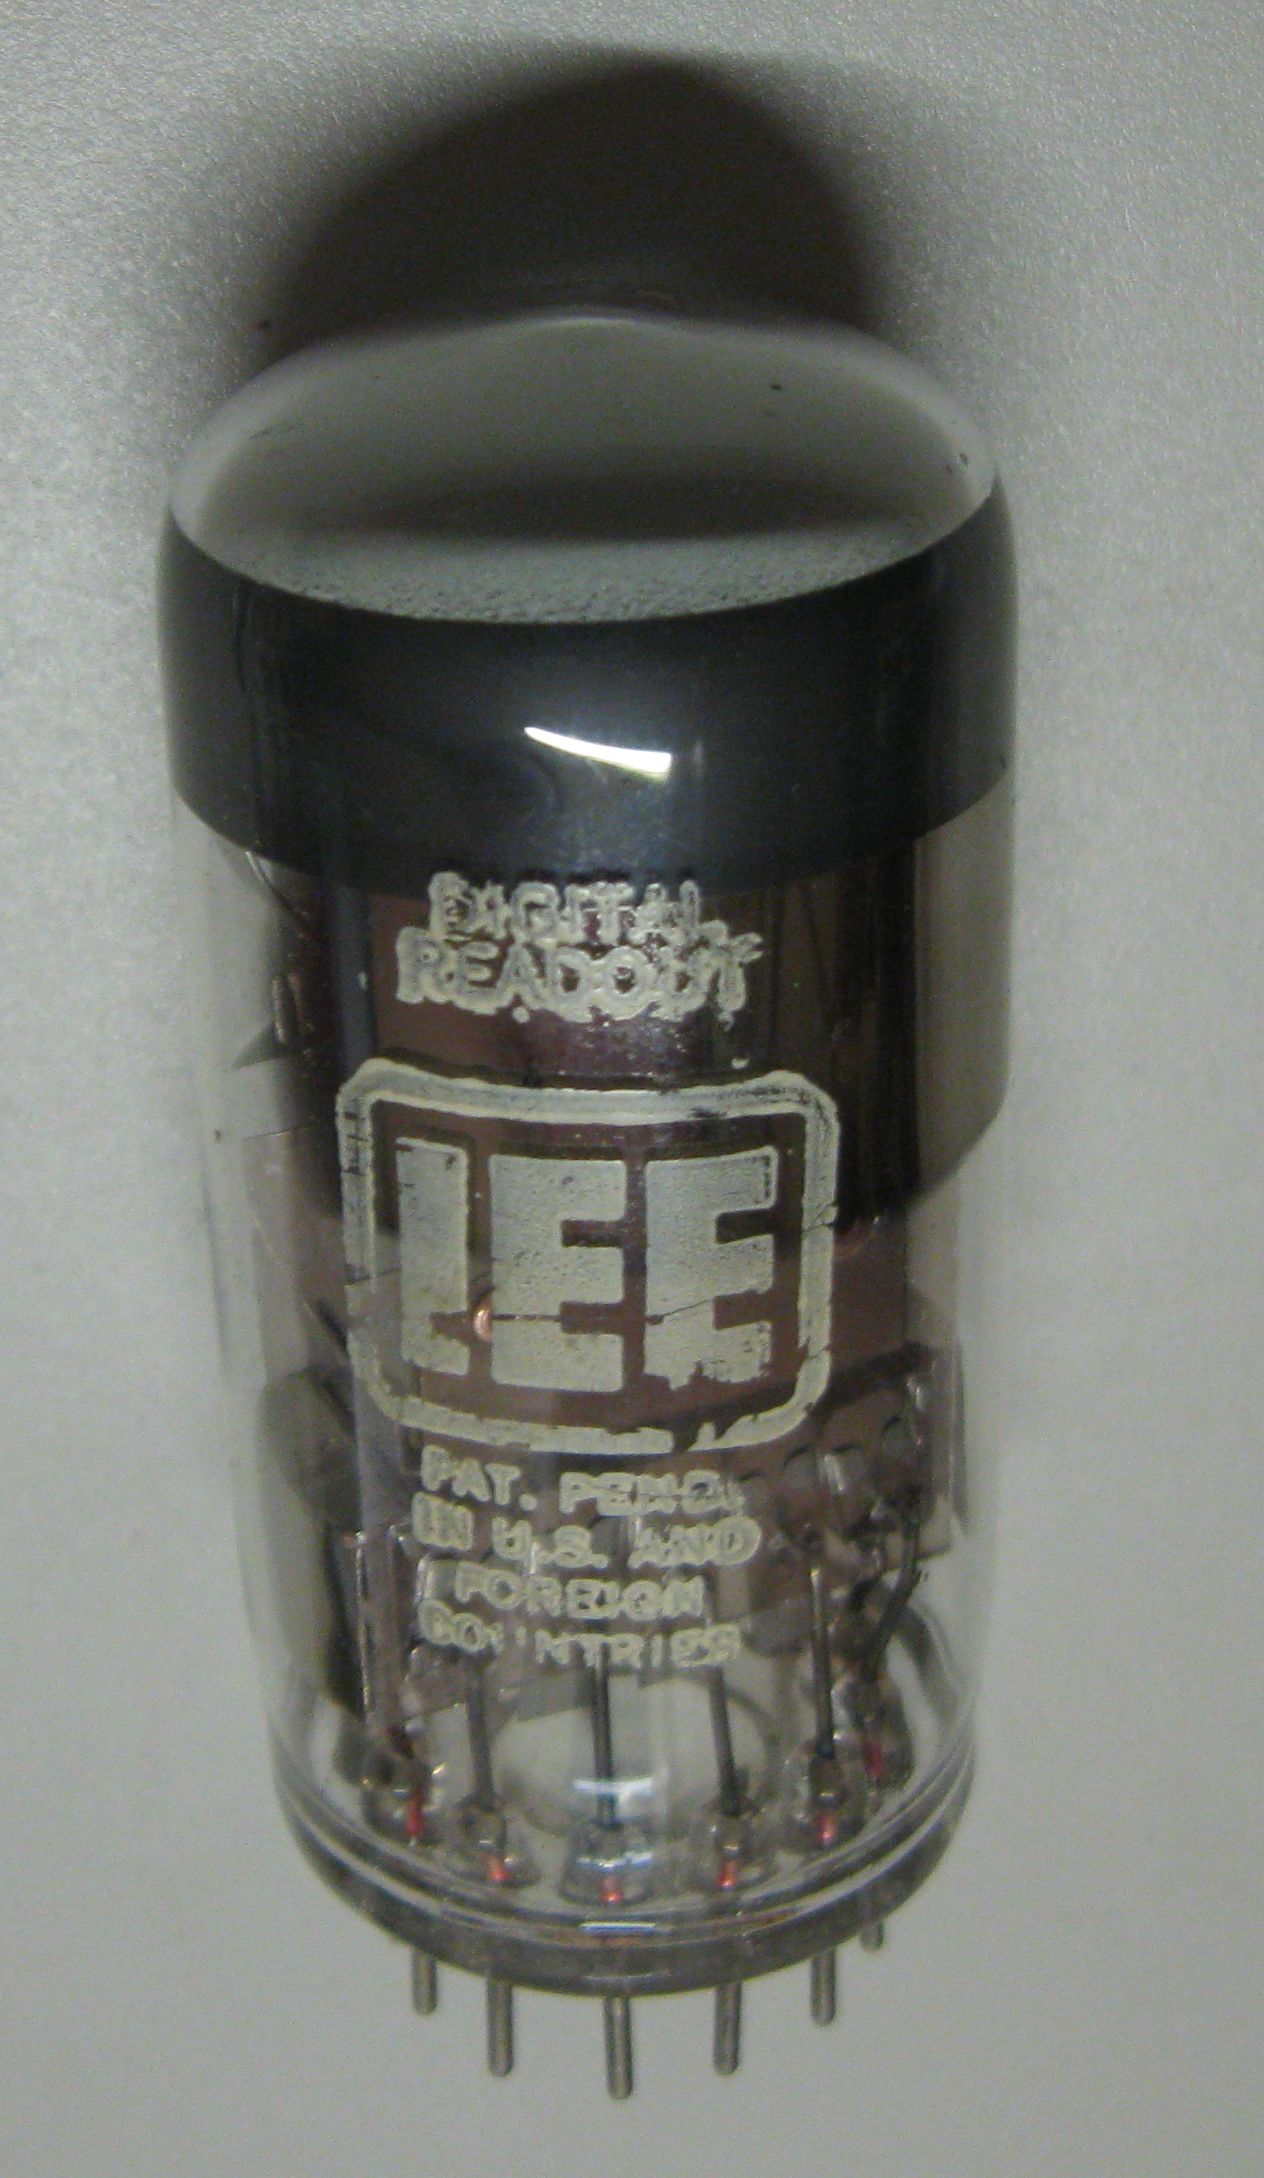 DIGITAL
READOUT
IEE
PAT. PEND.
IN U.S. AND
FOREIGN
COUNTRIES